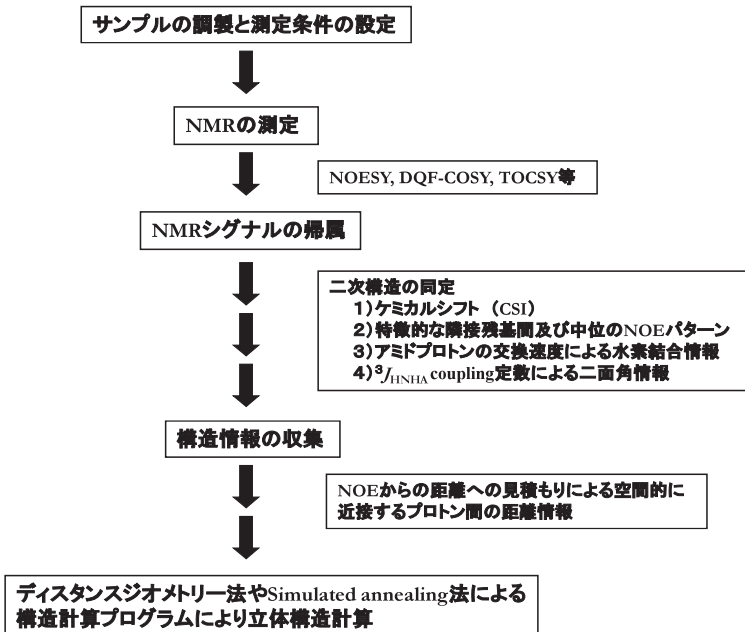 サンプルの調製と測定条件の設定
NMRの測定
NOESY, DQF-COSY, TOCSY等
NMRシグナルの帰属
二次構造の同定
1)ケミカルシフト (CSI)
2)特徴的な隣接残基間及び中位のNOEパターン
3)アミドプロトンの交換速度による水素結合情報
4)³J_HNHA coupling定数による二面角情報
構造情報の収集
NOEからの距離への見積もりによる空間的に
近接するプロトン間の距離情報
ディスタンスジオメトリー法やSimulated annealing法による
構造計算プログラムにより立体構造計算